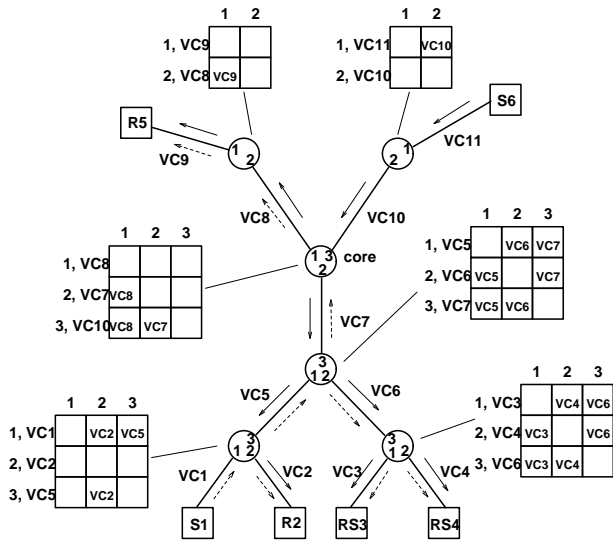 1 2
1, VC9
2, VC8 VC9
1 2
1, VC11 VC10
2, VC10
R5
S6
1 2
2 1
VC9
VC11
VC8
VC10
1 3 2
core
1 2 3
1, VC8
2, VC7 VC8
3, VC10 VC8 VC7
1 2 3
1, VC5 VC6 VC7
2, VC6 VC5 VC7
3, VC7 VC5 VC6
VC7
3 1 2
VC5
VC6
1 2 3
1, VC1 VC2 VC5
2, VC2
3, VC5 VC2
1 2 3
1, VC3 VC4 VC6
2, VC4 VC3 VC6
3, VC6 VC3 VC4
3 1 2
3 1 2
VC1
VC2
VC3
VC4
S1
R2
RS3
RS4